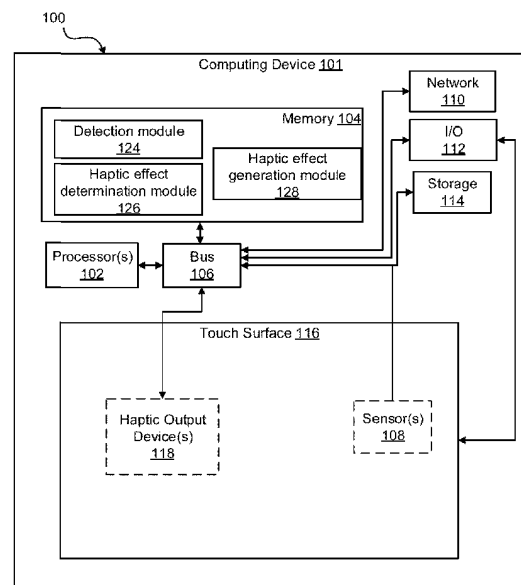 100
Computing Device 101
Memory 104
Detection module
124
Haptic effect
determination module
126
Haptic effect
generation module
128
Network
110
I/O
112
Storage
114
Processor(s)
102
Bus
106
Touch Surface 116
Haptic Output
Device(s)
118
Sensor(s)
108